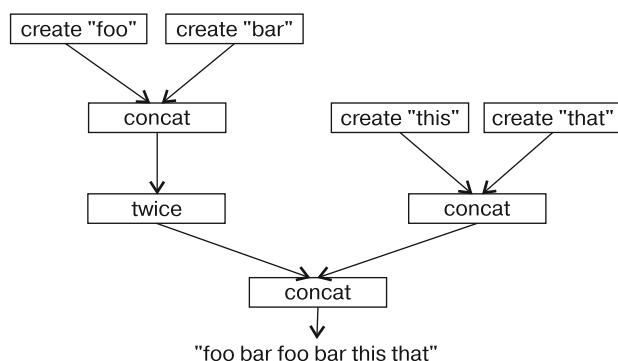 create "foo"
create "bar"
concat
create "this"
create "that"
twice
concat
concat
"foo bar foo bar this that"